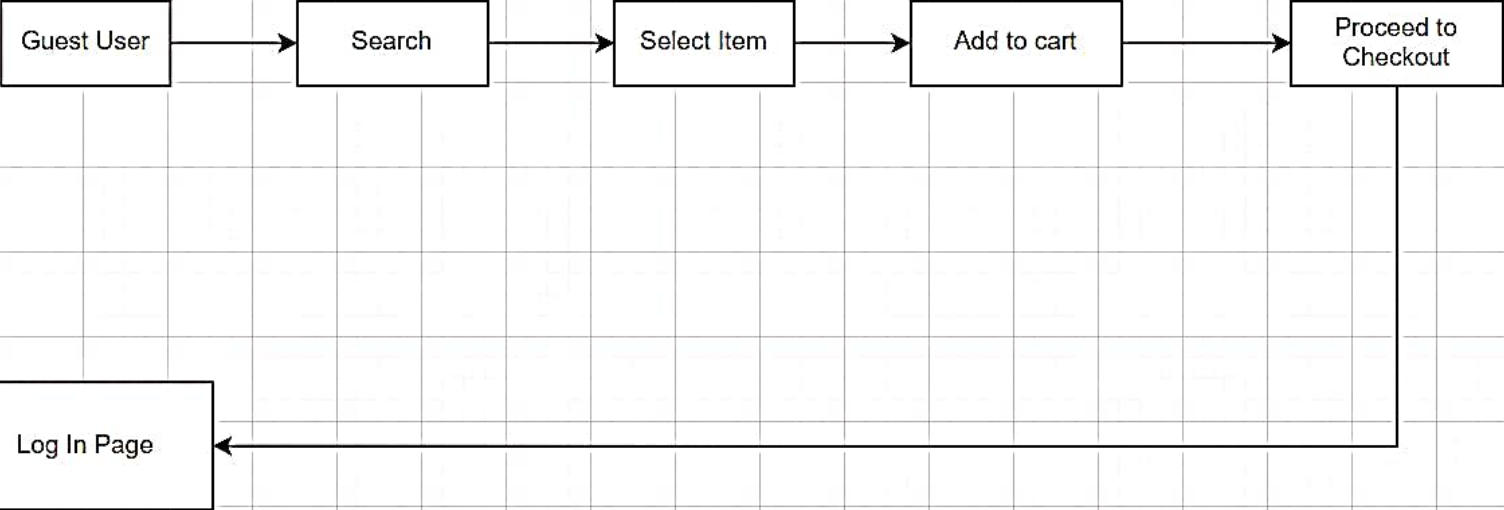 Guest User
Search
Select Item
Add to cart
Proceed to
Checkout
Log In Page